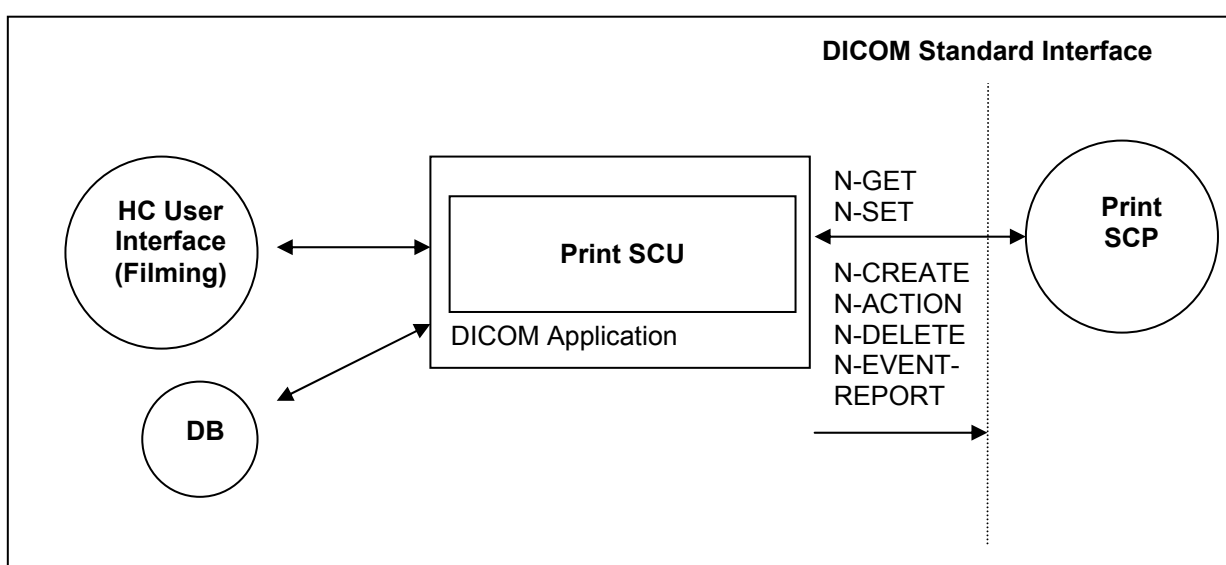 DICOM Standard Interface
HC User
Interface
(Filming)
DB
Print SCU
DICOM Application
N-GET
N-SET
N-CREATE
N-ACTION
N-DELETE
N-EVENT-
REPORT
Print
SCP